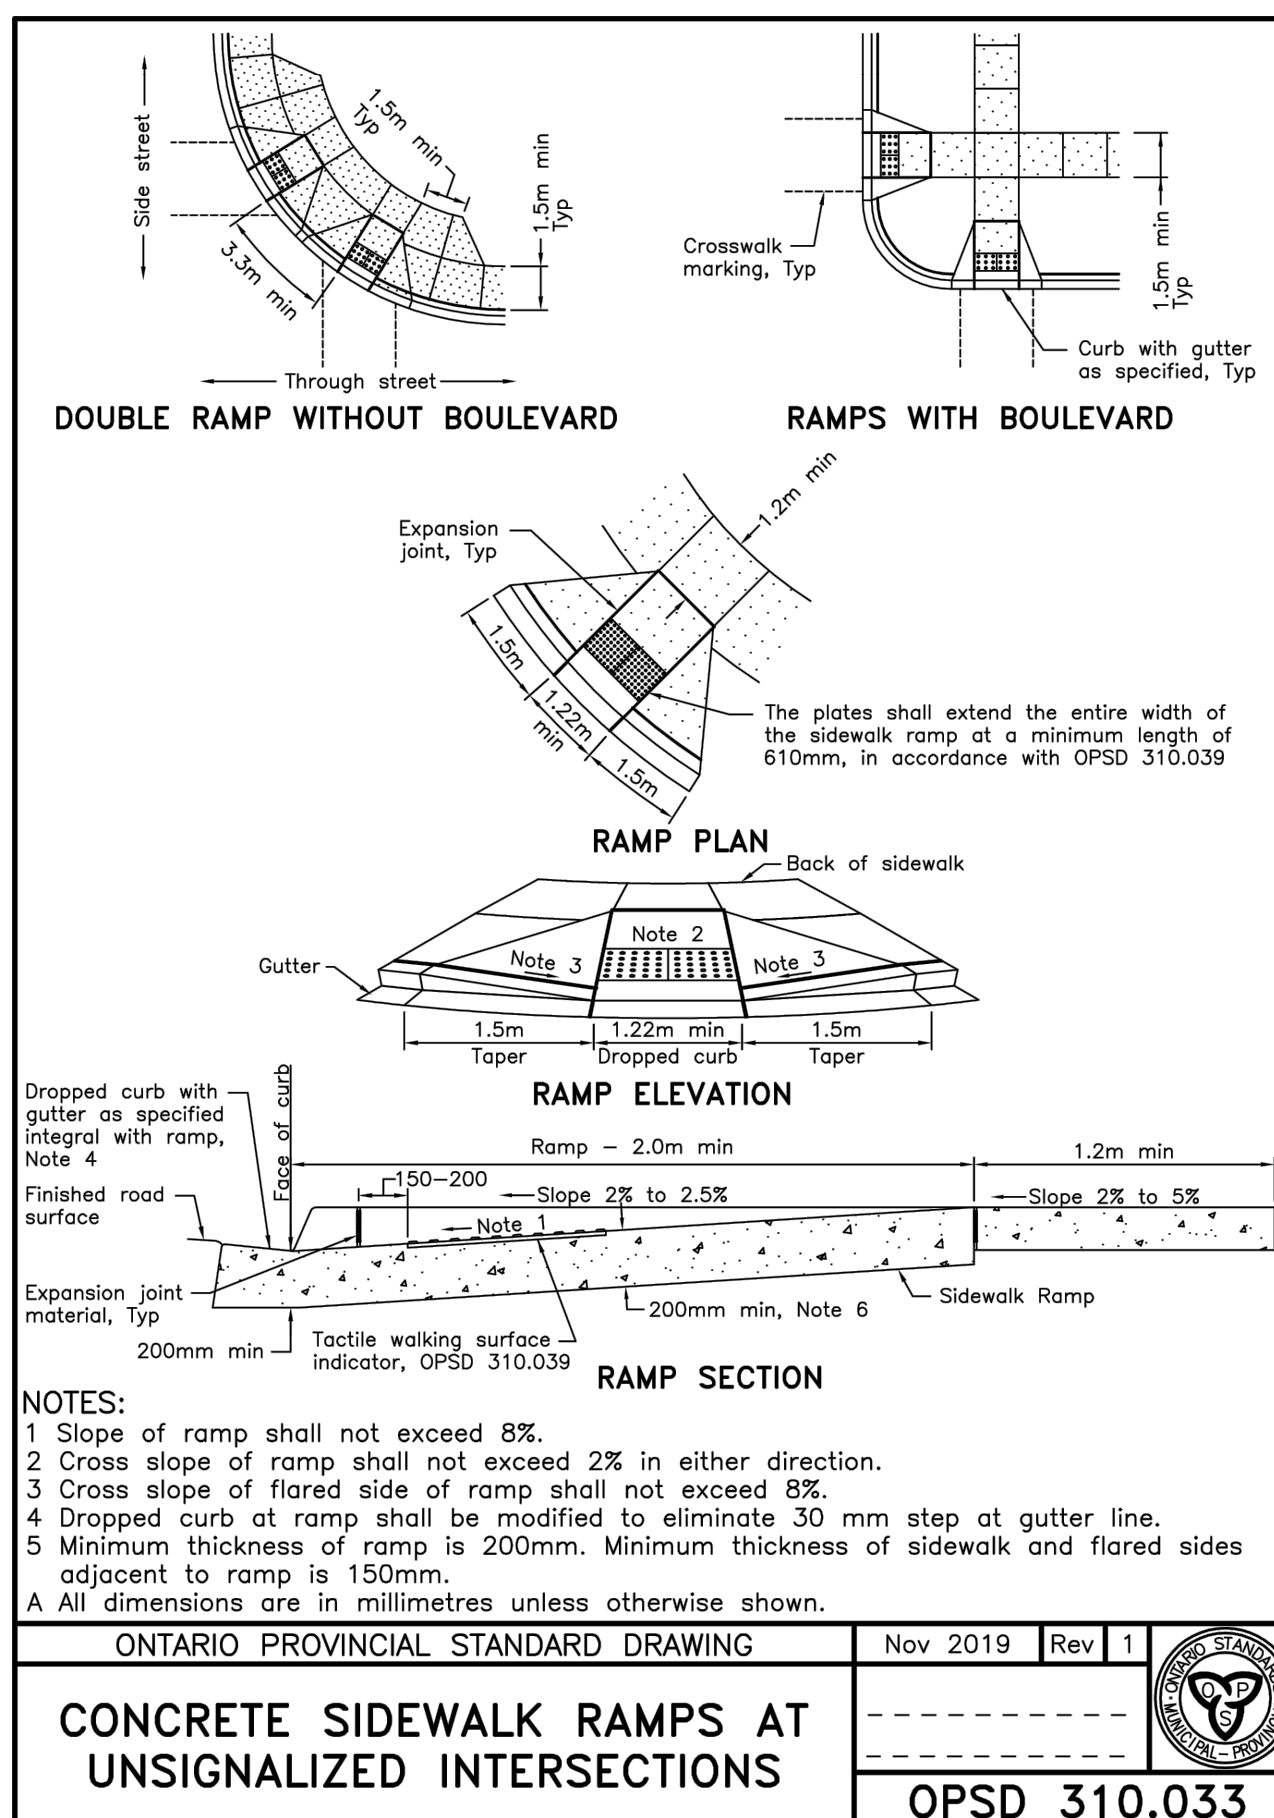 Side street
1.5m min
Typ
1.5m min
Typ
3.3m min
Through street
DOUBLE RAMP WITHOUT BOULEVARD
Crosswalk
marking, Typ
1.5m min
Typ
Curb with gutter
as specified, Typ
RAMPS WITH BOULEVARD
1.2m min
Expansion
joint, Typ
1.5m
1.22m
min
1.5m
The plates shall extend the entire width of
the sidewalk ramp at a minimum length of
610mm, in accordance with OPSD 310.039
RAMP PLAN
Back of sidewalk
Note 2
Note 3
Note 3
Gutter
1.5m
Taper
1.22m min
Dropped curb
1.5m
Taper
RAMP ELEVATION
Dropped curb with
gutter as specified
integral with ramp,
Note 4
Face of curb
Ramp – 2.0m min
1.2m min
150–200
Slope 2% to 2.5%
Slope 2% to 5%
Finished road
surface
Note 1
Expansion joint
material, Typ
200mm min
Tactile walking surface
indicator, OPSD 310.039
200mm min, Note 6
Sidewalk Ramp
RAMP SECTION
NOTES:
1 Slope of ramp shall not exceed 8%.
2 Cross slope of ramp shall not exceed 2% in either direction.
3 Cross slope of flared side of ramp shall not exceed 8%.
4 Dropped curb at ramp shall be modified to eliminate 30 mm step at gutter line.
5 Minimum thickness of ramp is 200mm. Minimum thickness of sidewalk and flared sides
adjacent to ramp is 150mm.
A All dimensions are in millimetres unless otherwise shown.
ONTARIO PROVINCIAL STANDARD DRAWING
Nov 2019 Rev 1
CONCRETE SIDEWALK RAMPS AT
UNSIGNALIZED INTERSECTIONS
ONTARIO
MUNICIPAL–
O P
S
OPSD 310.033